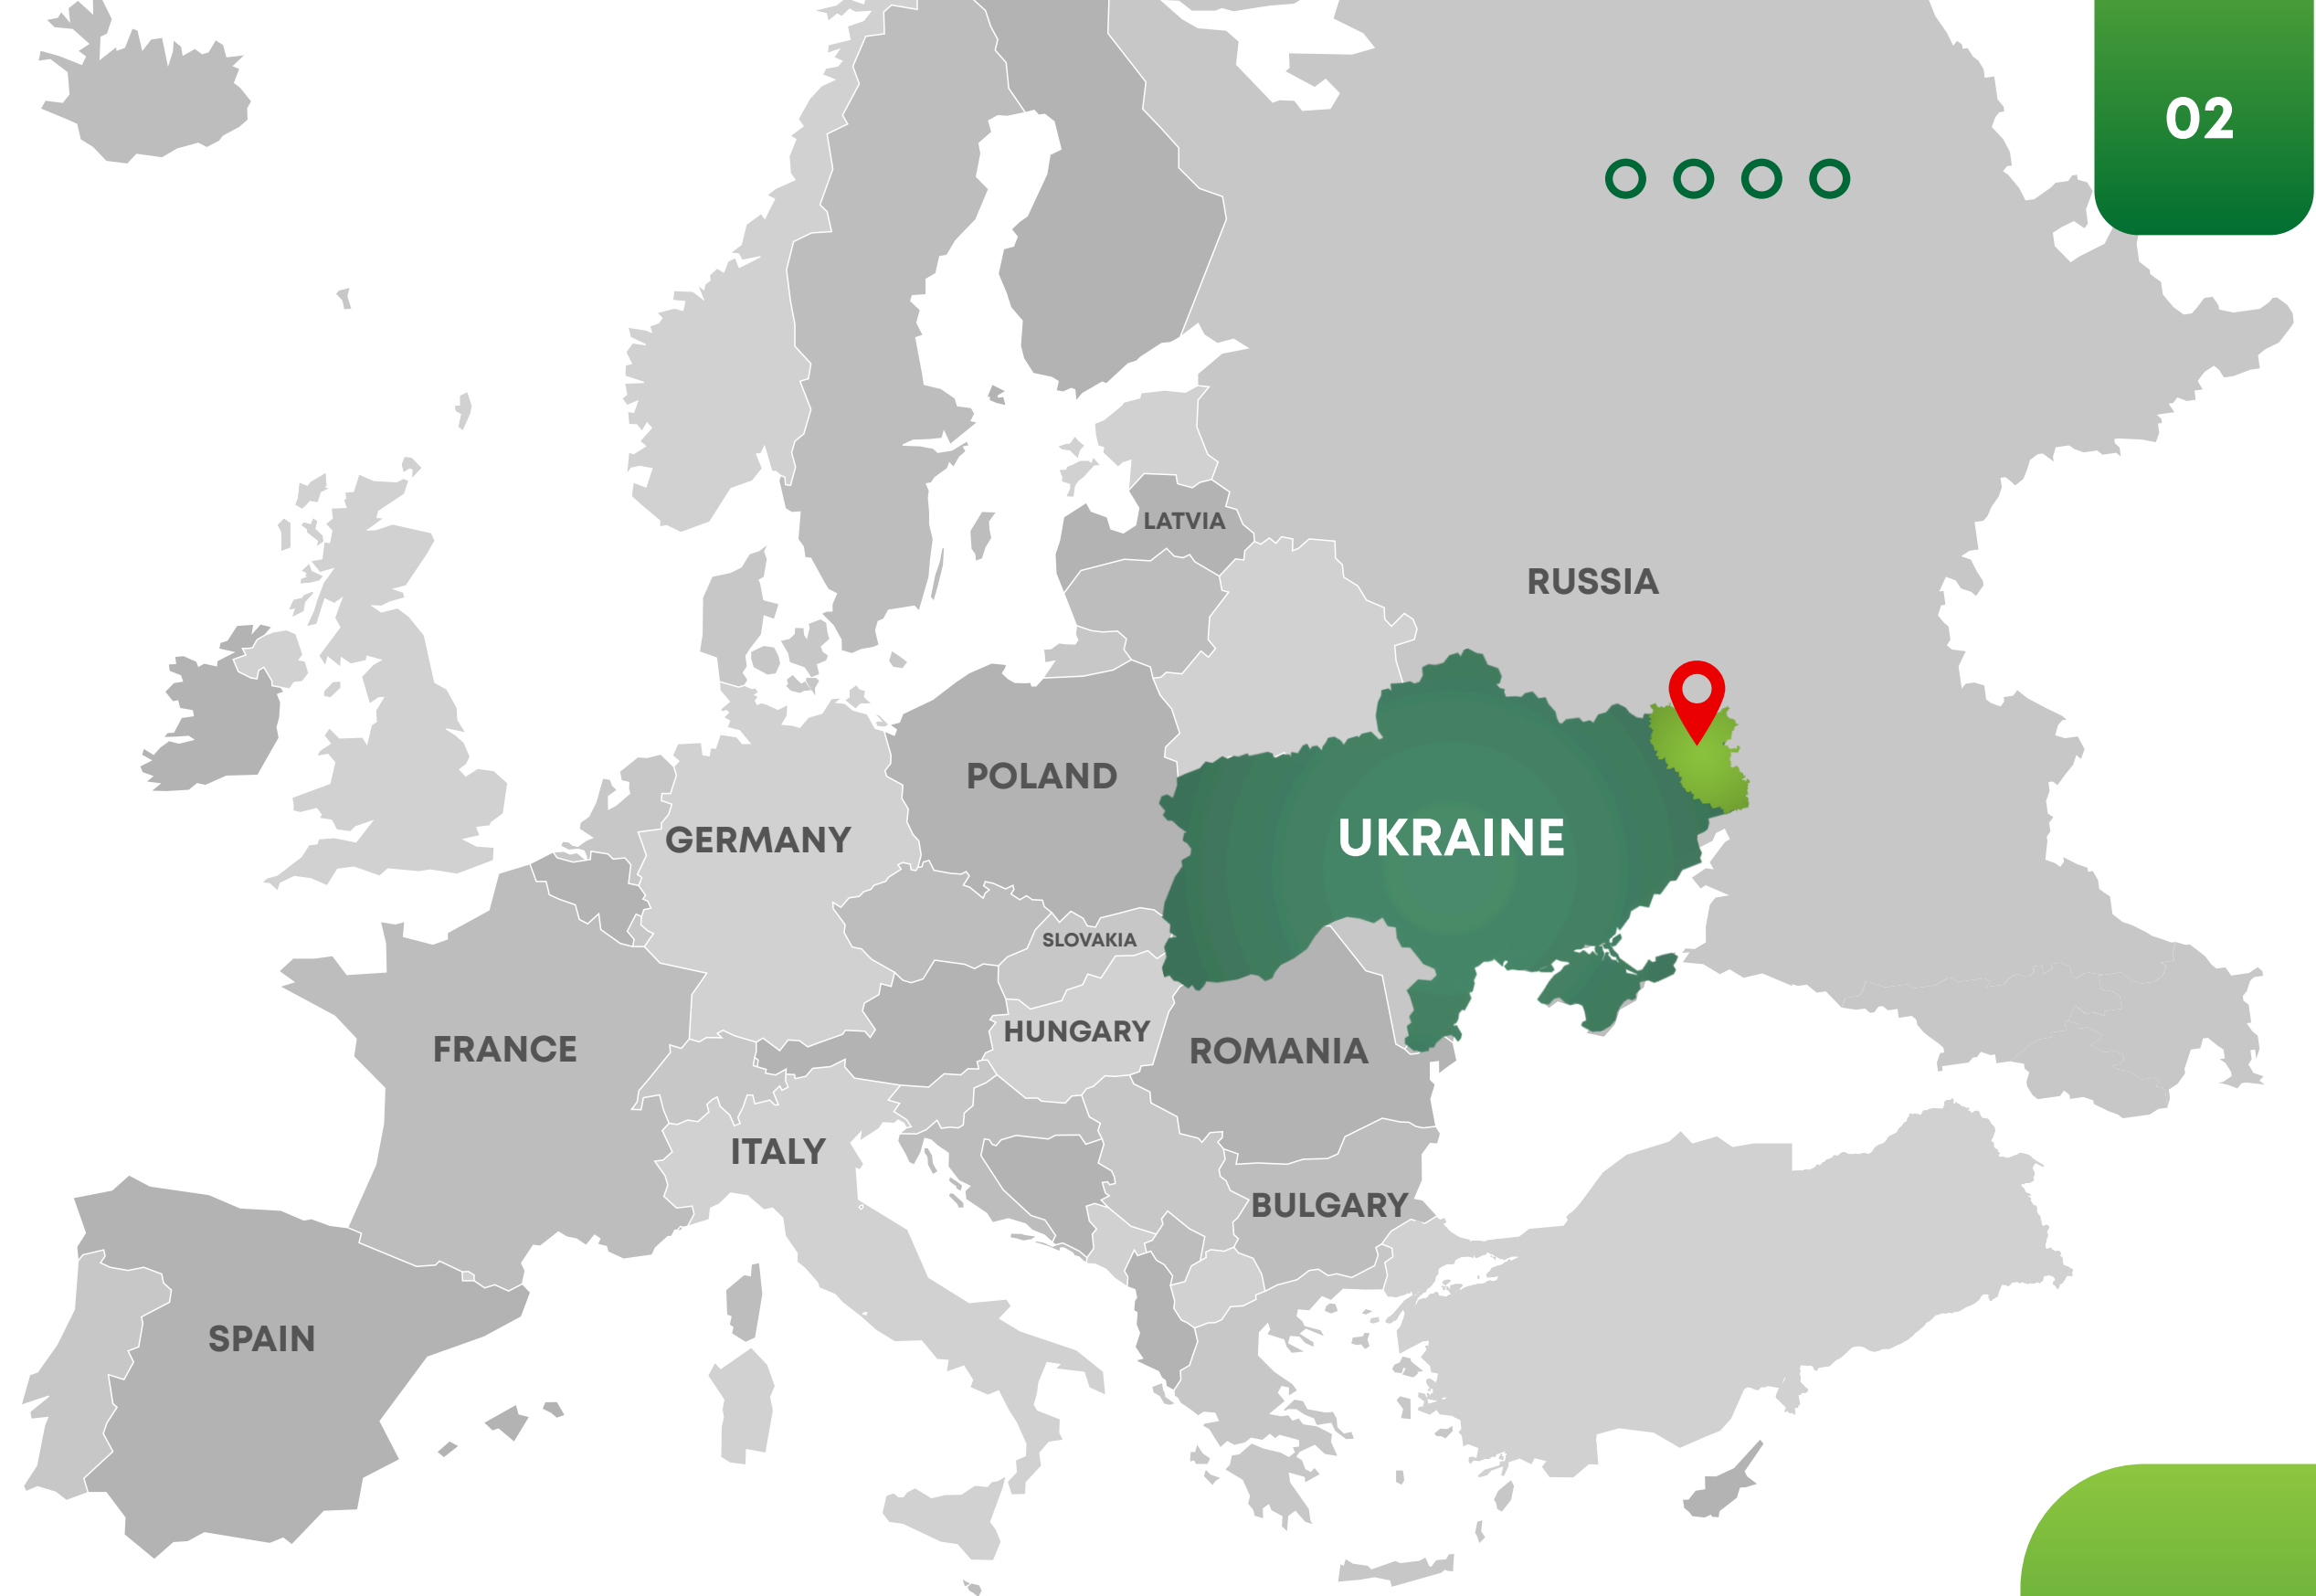 02
LATVIA
RUSSIA
POLAND
GERMANY
UKRAINE
SLOVAKIA
HUNGARY
FRANCE
ROMANIA
ITALY
BULGARY
SPAIN